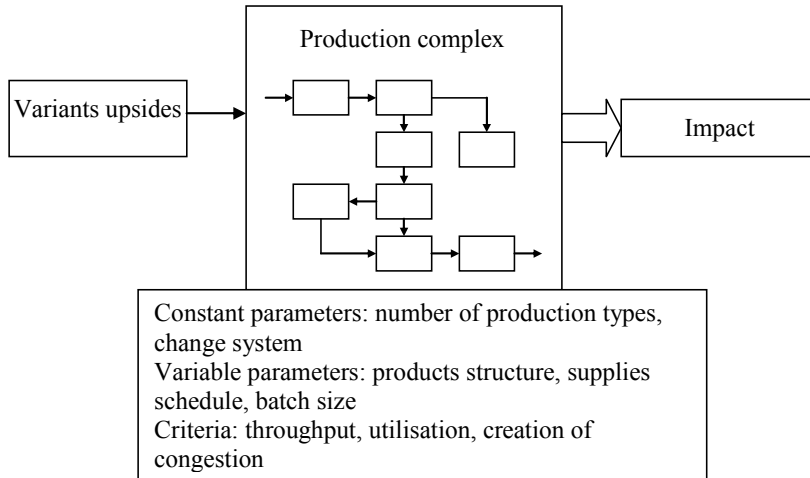 Production complex
Variants upsides
Impact
Constant parameters: number of production types,
change system
Variable parameters: products structure, supplies
schedule, batch size
Criteria: throughput, utilisation, creation of
congestion